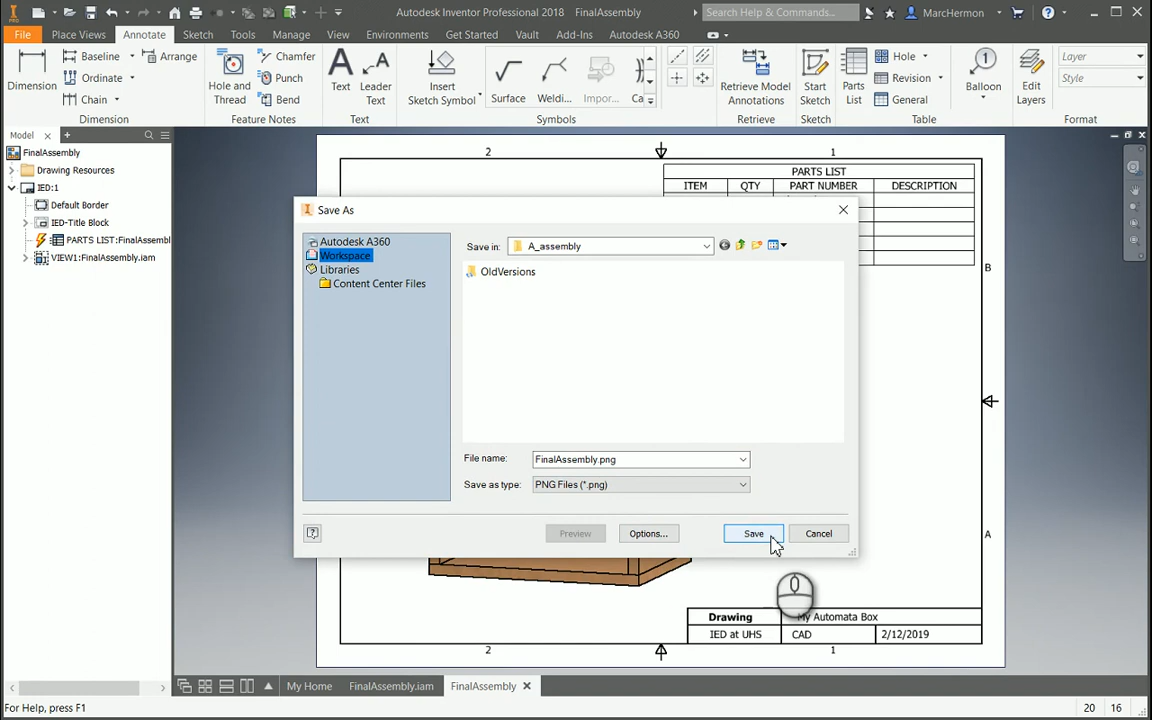 PRO
Autodesk Inventor Professional 2018 FinalAssembly
Search Help & Commands...
MarcHermon
File Place Views Annotate Sketch Tools Manage View Environments Get Started Vault Add-Ins Autodesk A360
Dimension
Baseline Arrange
Ordinate
Chain
Dimension
Hole and Thread
Chamfer
Punch
Bend
Feature Notes
Text
Leader Text
Text
Insert Sketch Symbol
Surface
Weldi...
Impor...
Ca
Symbols
Retrieve Model Annotations
Retrieve
Start Sketch
Sketch
Parts List
Hole
Revision
General
Table
Balloon
Edit Layers
Layer
Style
Format
Model
FinalAssembly
Drawing Resources
IED:1
Default Border
IED-Title Block
PARTS LIST:FinalAssembl
VIEW1:FinalAssembly.iam
2 1
PARTS LIST
ITEM QTY PART NUMBER DESCRIPTION
B
A
Save As
Autodesk A360
Workspace
Libraries
Content Center Files
Save in: A_assembly
OldVersions
File name: FinalAssembly.png
Save as type: PNG Files (*.png)
? Preview Options... Save Cancel
Drawing My Automata Box
IED at UHS CAD 2/12/2019
2 1
My Home FinalAssembly.iam FinalAssembly
For Help, press F1 20 16